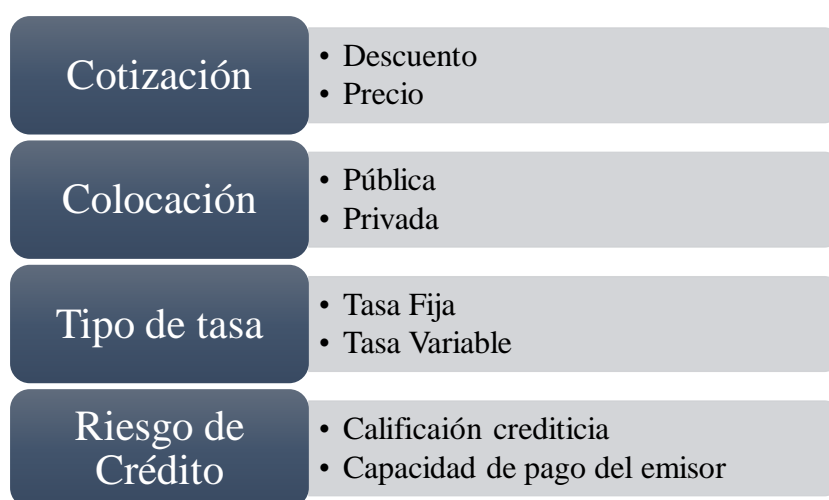 Cotización
• Descuento
• Precio
Colocación
• Pública
• Privada
Tipo de tasa
• Tasa Fija
• Tasa Variable
Riesgo de
Crédito
• Calificaión crediticia
• Capacidad de pago del emisor